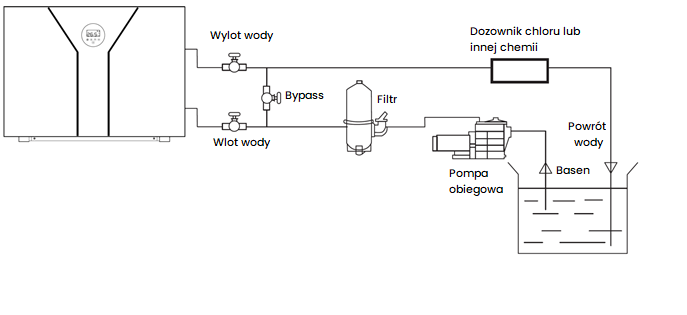 Dozownik chloru lub
innej chemii
Wylot wody
Bypass
Filtr
Wlot wody
Powrót
wody
Pompa
obiegowa
Basen